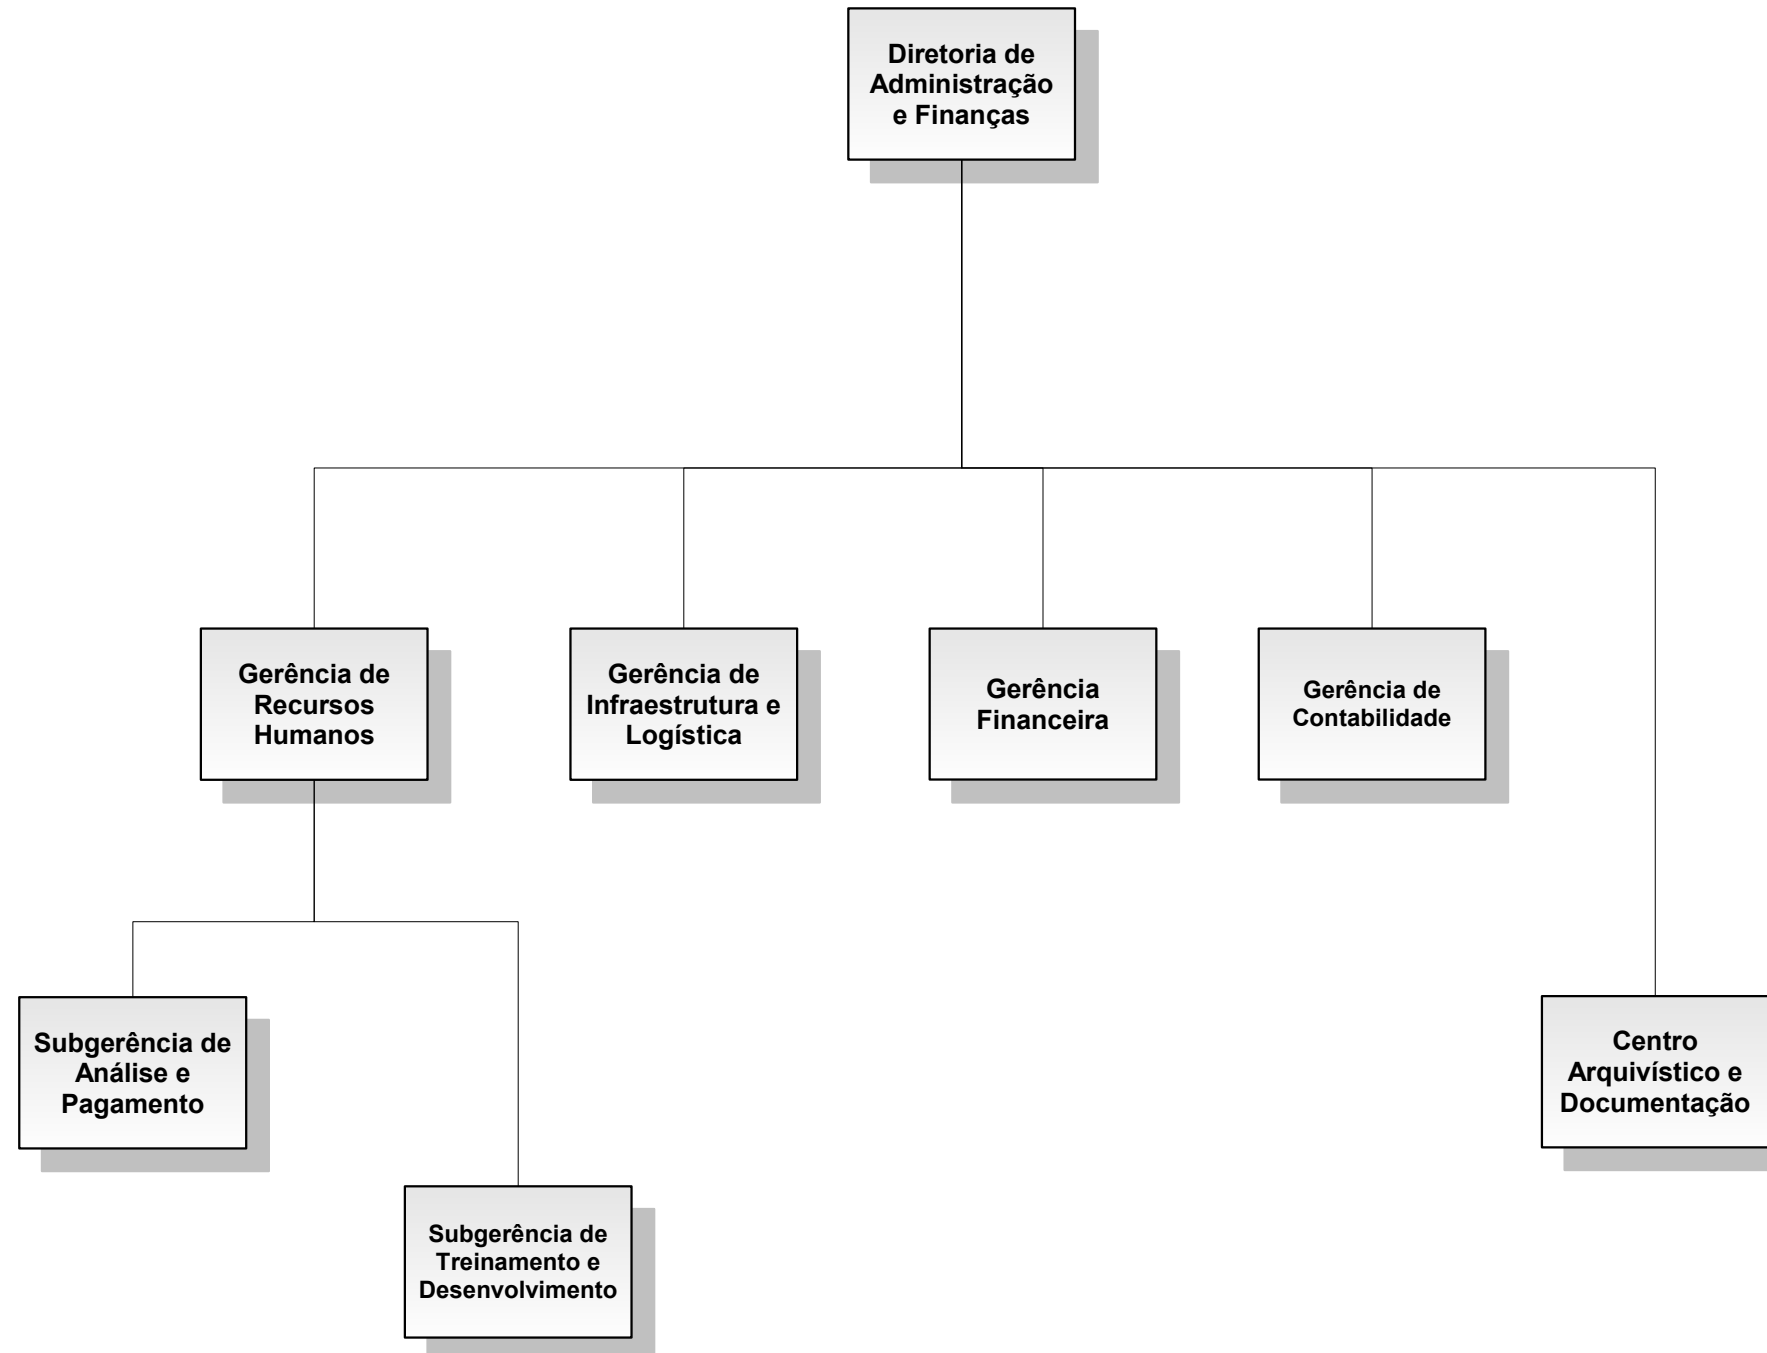 Diretoria de
Administração
e Finanças
Gerência de
Recursos
Humanos
Gerência de
Infraestrutura e
Logística
Gerência
Financeira
Gerência de
Contabilidade
Subgerência de
Análise e
Pagamento
Centro
Arquivístico e
Documentação
Subgerência de
Treinamento e
Desenvolvimento